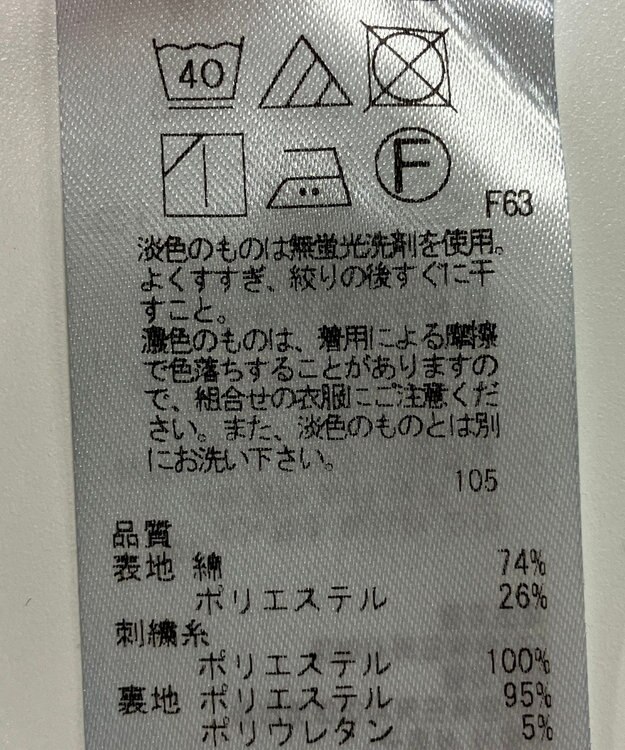 40
F
F63
淡色のものは無蛍光洗剤を使用。
よくすすぎ、絞りの後すぐに干
すこと。
濃色のものは、着用による摩擦
で色落ちすることがありますの
で、組合せの衣服にご注意くだ
さい。また、淡色のものとは別
にお洗い下さい。
105
品質
表地 綿 74%
ポリエステル 26%
刺繍糸
ポリエステル 100%
裏地 ポリエステル 95%
ポリウレタン 5%